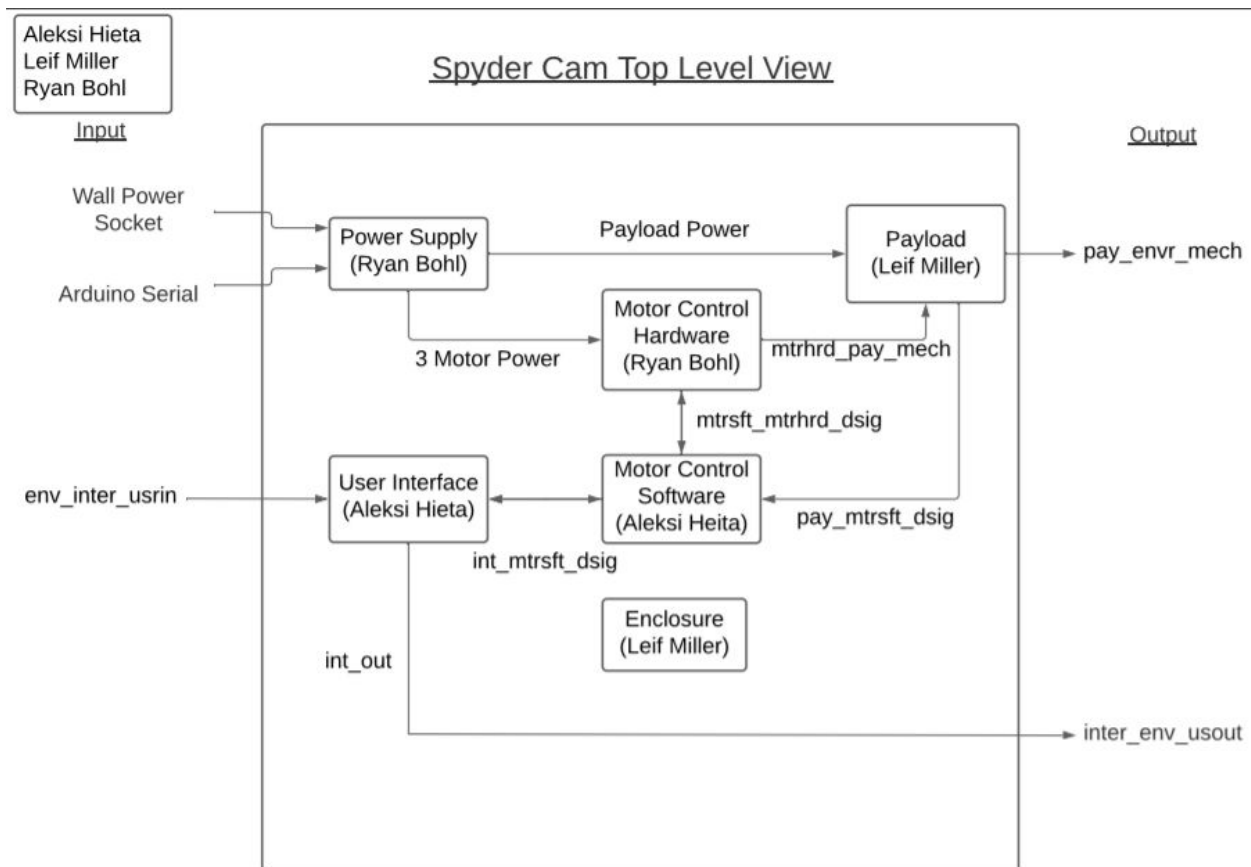 Aleksi Hieta
Leif Miller
Ryan Bohl
Spyder Cam Top Level View
Input
Output
Wall Power
Socket
Arduino Serial
Power Supply
(Ryan Bohl)
Payload Power
Payload
(Leif Miller)
pay_envr_mech
3 Motor Power
Motor Control
Hardware
(Ryan Bohl)
mtrhrd_pay_mech
mtrsft_mtrhrd_dsig
env_inter_usrin
User Interface
(Aleksi Hieta)
int_mtrsft_dsig
Motor Control
Software
(Aleksi Heita)
pay_mtrsft_dsig
Enclosure
(Leif Miller)
int_out
inter_env_usout